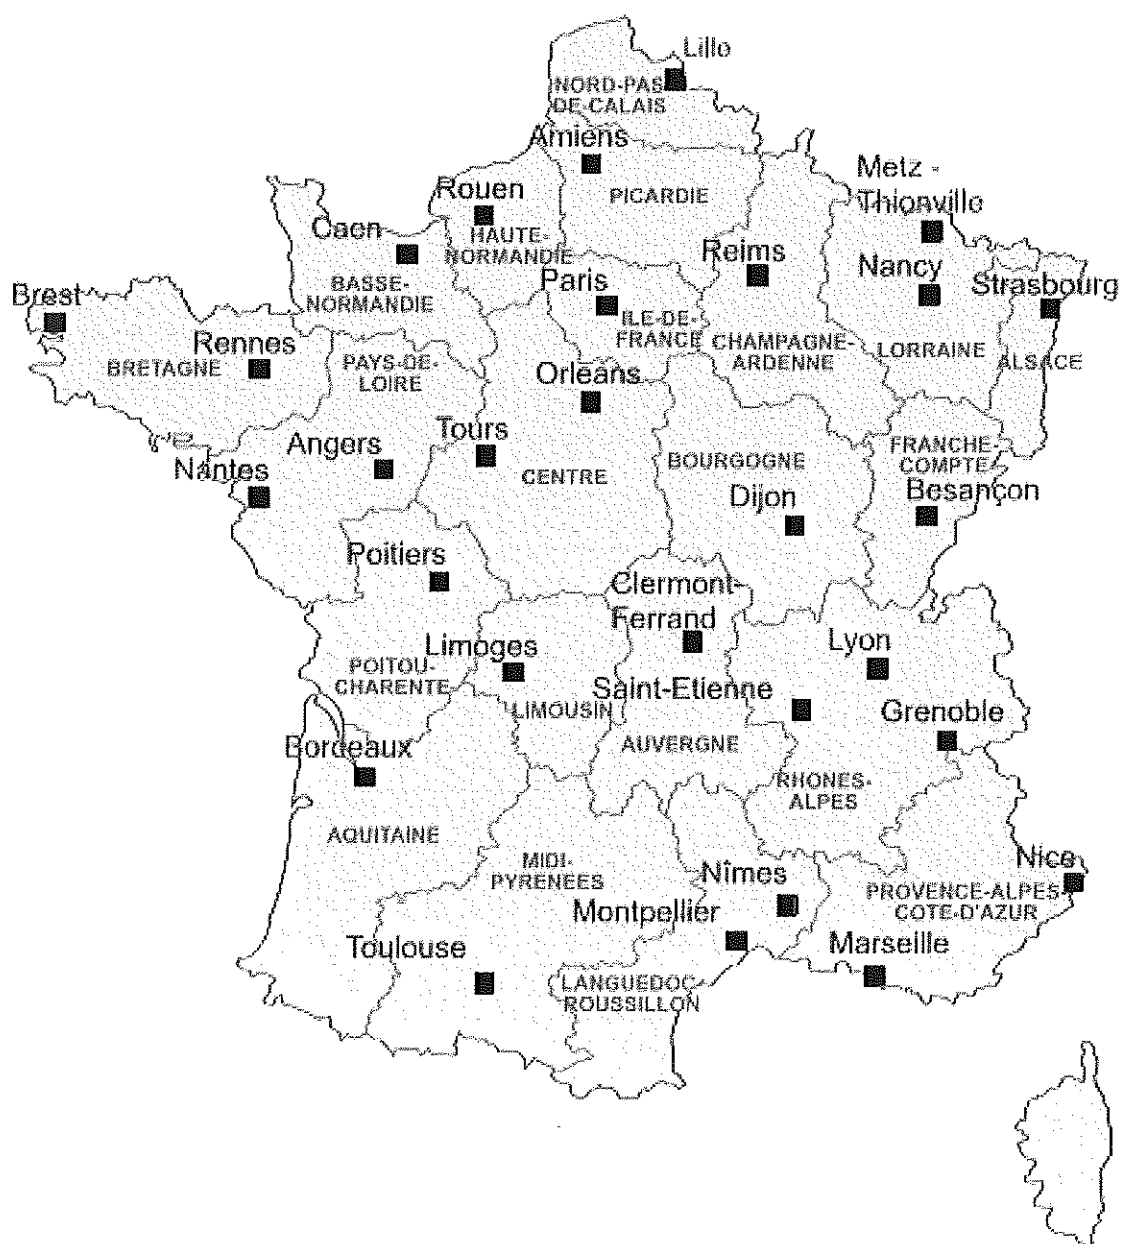 Lille
NORD-PAS
DE-CALAIS
Amiens
PICARDIE
Metz -
Thionville
Rouen
HAUTE-
NORMANDIE
Caen
BASSE-
NORMANDIE
Reims
Nancy
Strasbourg
Paris
ILE-DE-
FRANCE
CHAMPAGNE-
ARDENNE
LORRAINE
ALSACE
Brest
Rennes
BRETAGNE
PAYS-DE-
LOIRE
Orléans
Angers
Tours
CENTRE
BOURGOGNE
FRANCHE-
COMPTE
Nantes
Dijon
Besançon
Poitiers
Clermont-
Ferrand
Limoges
Lyon
POITOU-
CHARENTE
LIMOUSIN
Saint-Etienne
Grenoble
AUVERGNE
Bordeaux
RHONES-
ALPES
AQUITAINE
MIDI-
PYRENEES
Nîmes
Nice
PROVENCE-ALPES-
COTE-D'AZUR
Montpellier
Marseille
Toulouse
LANGUEDOC-
ROUSSILLON